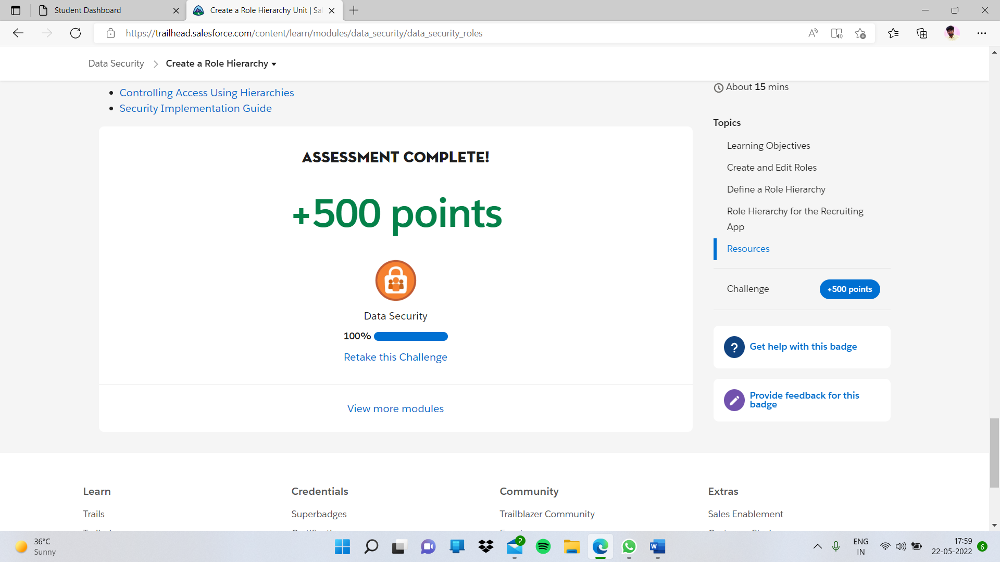 Student Dashboard
Create a Role Hierarchy Unit | Sal
https://trailhead.salesforce.com/content/learn/modules/data_security/data_security_roles
Data Security
Create a Role Hierarchy
Controlling Access Using Hierarchies
Security Implementation Guide
ASSESSMENT COMPLETE!
+500 points
Data Security
100%
Retake this Challenge
View more modules
About 15 mins
Topics
Learning Objectives
Create and Edit Roles
Define a Role Hierarchy
Role Hierarchy for the Recruiting
App
Resources
Challenge
+500 points
? Get help with this badge
Provide feedback for this
badge
Learn
Trails
Credentials
Superbadges
Community
Trailblazer Community
Extras
Sales Enablement
36°C
Sunny
2
W
ENG
IN
17:59
22-05-2022
6